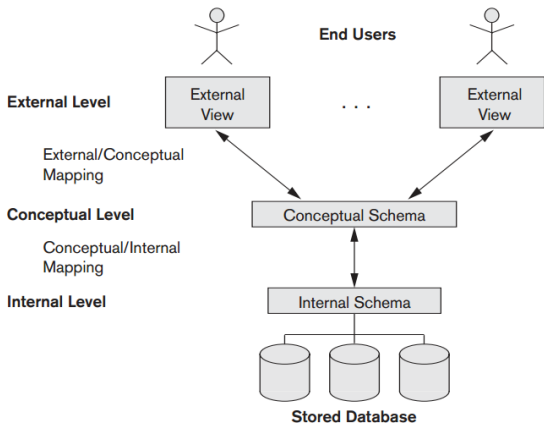 End Users
External Level
External
View
. . .
External
View
External/Conceptual
Mapping
Conceptual Level
Conceptual Schema
Conceptual/Internal
Mapping
Internal Level
Internal Schema
Stored Database